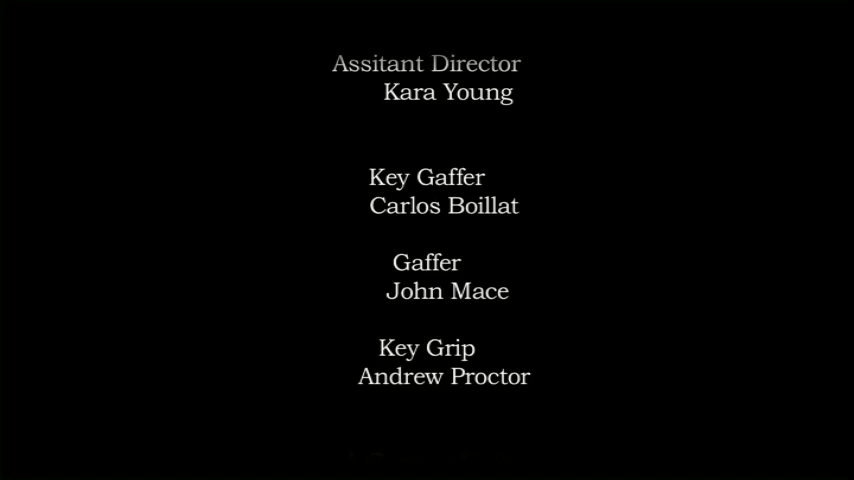 Assitant Director
Kara Young
Key Gaffer
Carlos Boillat
Gaffer
John Mace
Key Grip
Andrew Proctor